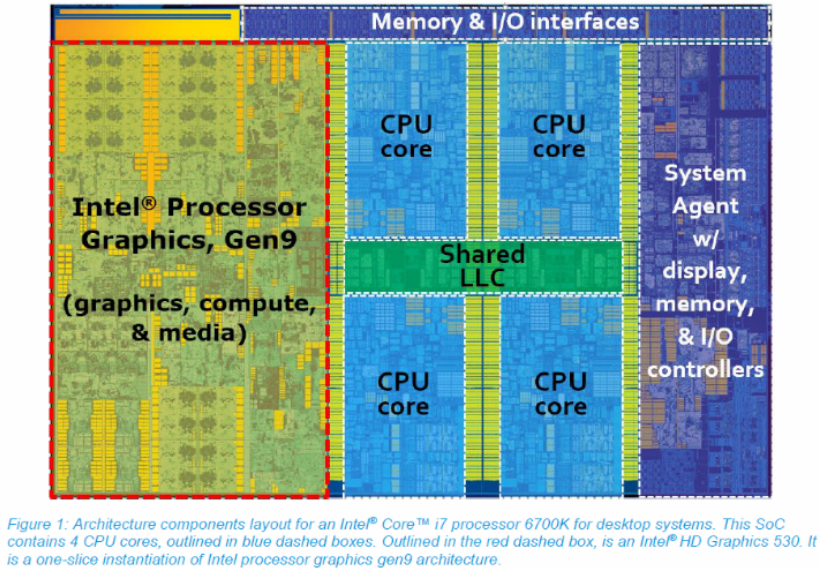 Memory & I/O interfaces
CPU
core
CPU
core
Intel® Processor
Graphics, Gen9
(graphics, compute,
& media)
Shared
LLC
System
Agent
w/
display,
memory,
& I/O
controllers
CPU
core
CPU
core
Figure 1: Architecture components layout for an Intel® Core™ i7 processor 6700K for desktop systems. This SoC
contains 4 CPU cores, outlined in blue dashed boxes. Outlined in the red dashed box, is an Intel® HD Graphics 530. It
is a one-slice instantiation of Intel processor graphics gen9 architecture.